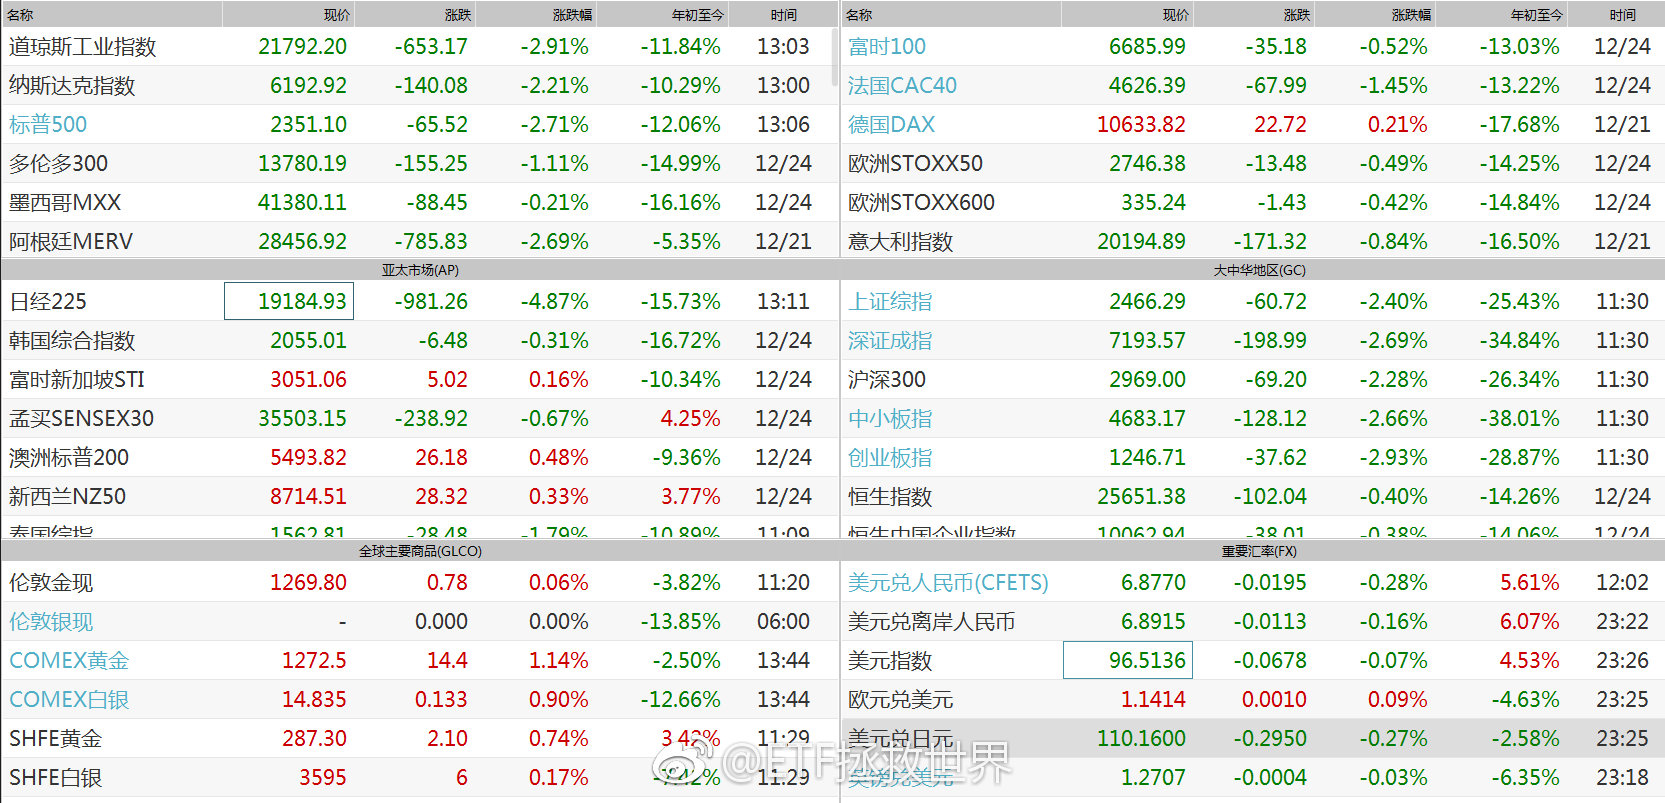 名称 现价 涨跌 涨跌幅 年初至今 时间
道琼斯工业指数 21792.20 -653.17 -2.91% -11.84% 13:03
纳斯达克指数 6192.92 -140.08 -2.21% -10.29% 13:00
标普500 2351.10 -65.52 -2.71% -12.06% 13:06
多伦多300 13780.19 -155.25 -1.11% -14.99% 12/24
墨西哥MXX 41380.11 -88.45 -0.21% -16.16% 12/24
阿根廷MERV 28456.92 -785.83 -2.69% -5.35% 12/21
名称 现价 涨跌 涨跌幅 年初至今 时间
富时100 6685.99 -35.18 -0.52% -13.03% 12/24
法国CAC40 4626.39 -67.99 -1.45% -13.22% 12/24
德国DAX 10633.82 22.72 0.21% -17.68% 12/21
欧洲STOXX50 2746.38 -13.48 -0.49% -14.25% 12/24
欧洲STOXX600 335.24 -1.43 -0.42% -14.84% 12/24
意大利指数 20194.89 -171.32 -0.84% -16.50% 12/21
亚太市场(AP)
日经225 19184.93 -981.26 -4.87% -15.73% 13:11
韩国综合指数 2055.01 -6.48 -0.31% -16.72% 12/24
富时新加坡STI 3051.06 5.02 0.16% -10.34% 12/24
孟买SENSEX30 35503.15 -238.92 -0.67% 4.25% 12/24
澳洲标普200 5493.82 26.18 0.48% -9.36% 12/24
新西兰NZ50 8714.51 28.32 0.33% 3.77% 12/24
泰国综指 1562.81 -28.48 -1.79% -10.89% 11:09
大中华地区(GC)
上证综指 2466.29 -60.72 -2.40% -25.43% 11:30
深证成指 7193.57 -198.99 -2.69% -34.84% 11:30
沪深300 2969.00 -69.20 -2.28% -26.34% 11:30
中小板指 4683.17 -128.12 -2.66% -38.01% 11:30
创业板指 1246.71 -37.62 -2.93% -28.87% 11:30
恒生指数 25651.38 -102.04 -0.40% -14.26% 12/24
恒生中国企业指数 10062.94 -38.01 -0.38% -14.06% 12/24
全球主要商品(GLCO)
伦敦金现 1269.80 0.78 0.06% -3.82% 11:20
伦敦银现 - 0.000 0.00% -13.85% 06:00
COMEX黄金 1272.5 14.4 1.14% -2.50% 13:44
COMEX白银 14.835 0.133 0.90% -12.66% 13:44
SHFE黄金 287.30 2.10 0.74% 3.42% 11:29
SHFE白银 3595 6 0.17% 11:29
重要汇率(FX)
美元兑人民币(CFETS) 6.8770 -0.0195 -0.28% 5.61% 12:02
美元兑离岸人民币 6.8915 -0.0113 -0.16% 6.07% 23:22
美元指数 96.5136 -0.0678 -0.07% 4.53% 23:26
欧元兑美元 1.1414 0.0010 0.09% -4.63% 23:25
美元兑日元 110.1600 -0.2950 -0.27% -2.58% 23:25
英镑兑美元 1.2707 -0.0004 -0.03% -6.35% 23:18
@ETF拯救世界